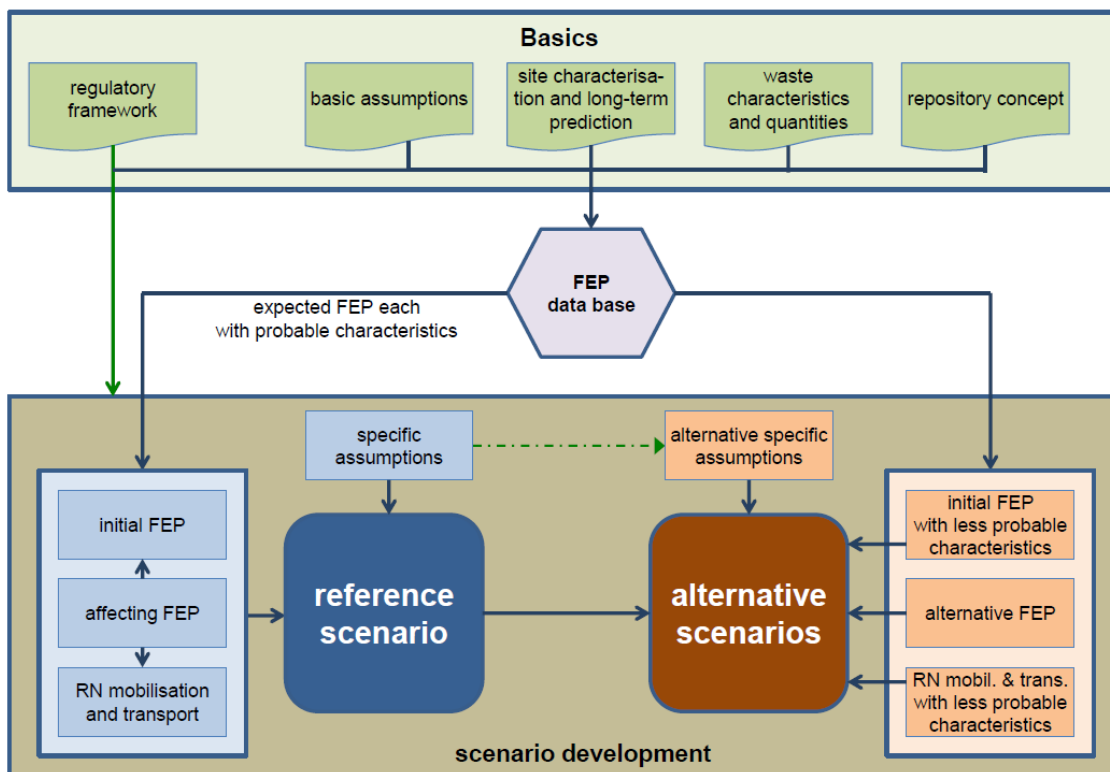 Basics
regulatory
framework
basic assumptions
site characterisa-
tion and long-term
prediction
waste
characteristics
and quantities
repository concept
FEP
data base
expected FEP each
with probable characteristics
specific
assumptions
alternative specific
assumptions
initial FEP
affecting FEP
RN mobilisation
and transport
reference
scenario
alternative
scenarios
initial FEP
with less probable
characteristics
alternative FEP
RN mobil. & trans.
with less probable
characteristics
scenario development